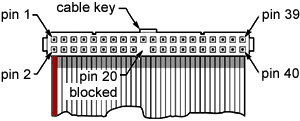 cable key
pin 1
pin 39
pin 2
pin 20
blocked
pin 40